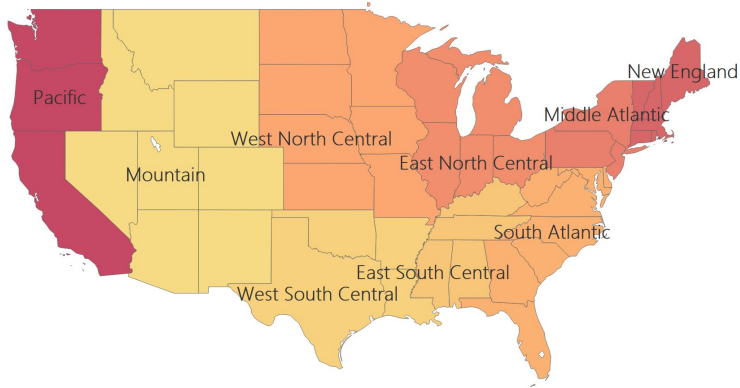 New England
Pacific
Middle Atlantic
West North Central
East North Central
Mountain
South Atlantic
East South Central
West South Central